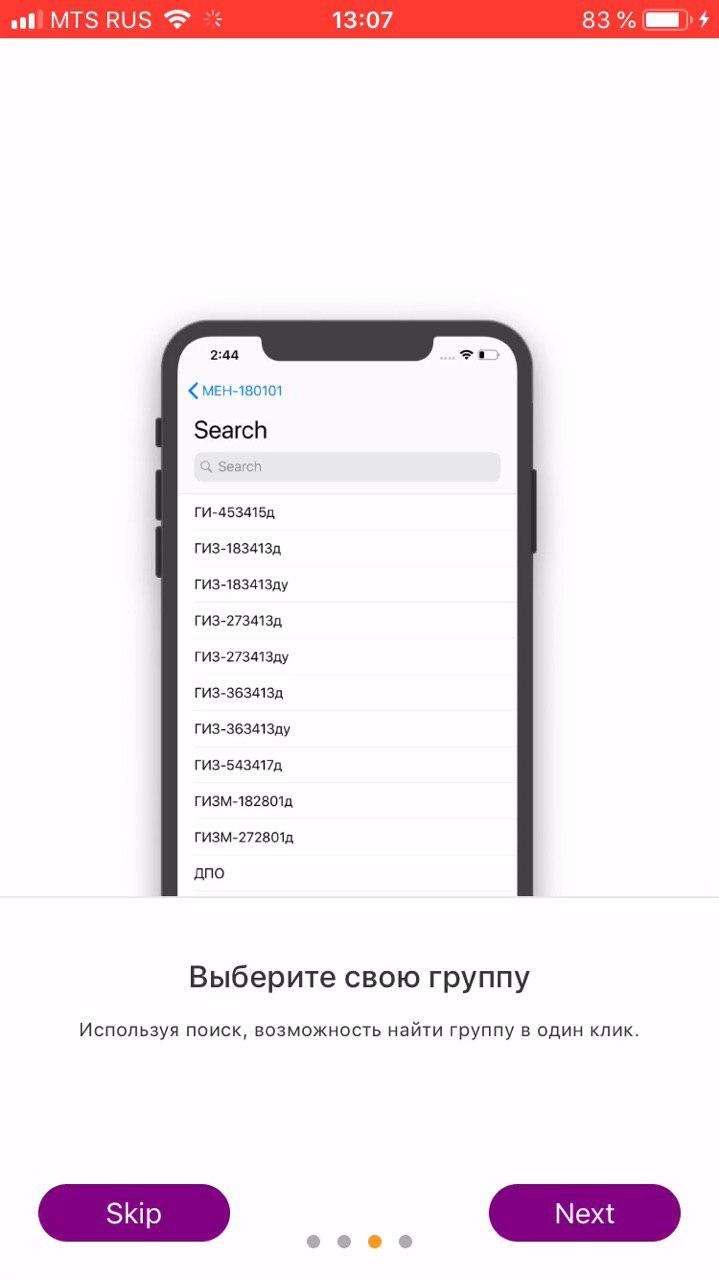 MTS RUS 13:07 83 %
2:44
МЕН-180101
Search
Search
ГИ-453415д
ГИЗ-183413д
ГИЗ-183413ду
ГИЗ-273413д
ГИЗ-273413ду
ГИЗ-363413д
ГИЗ-363413ду
ГИЗ-543417д
ГИЗМ-182801д
ГИЗМ-272801д
ДПО
Выберите свою группу
Используя поиск, возможность найти группу в один клик.
Skip
Next